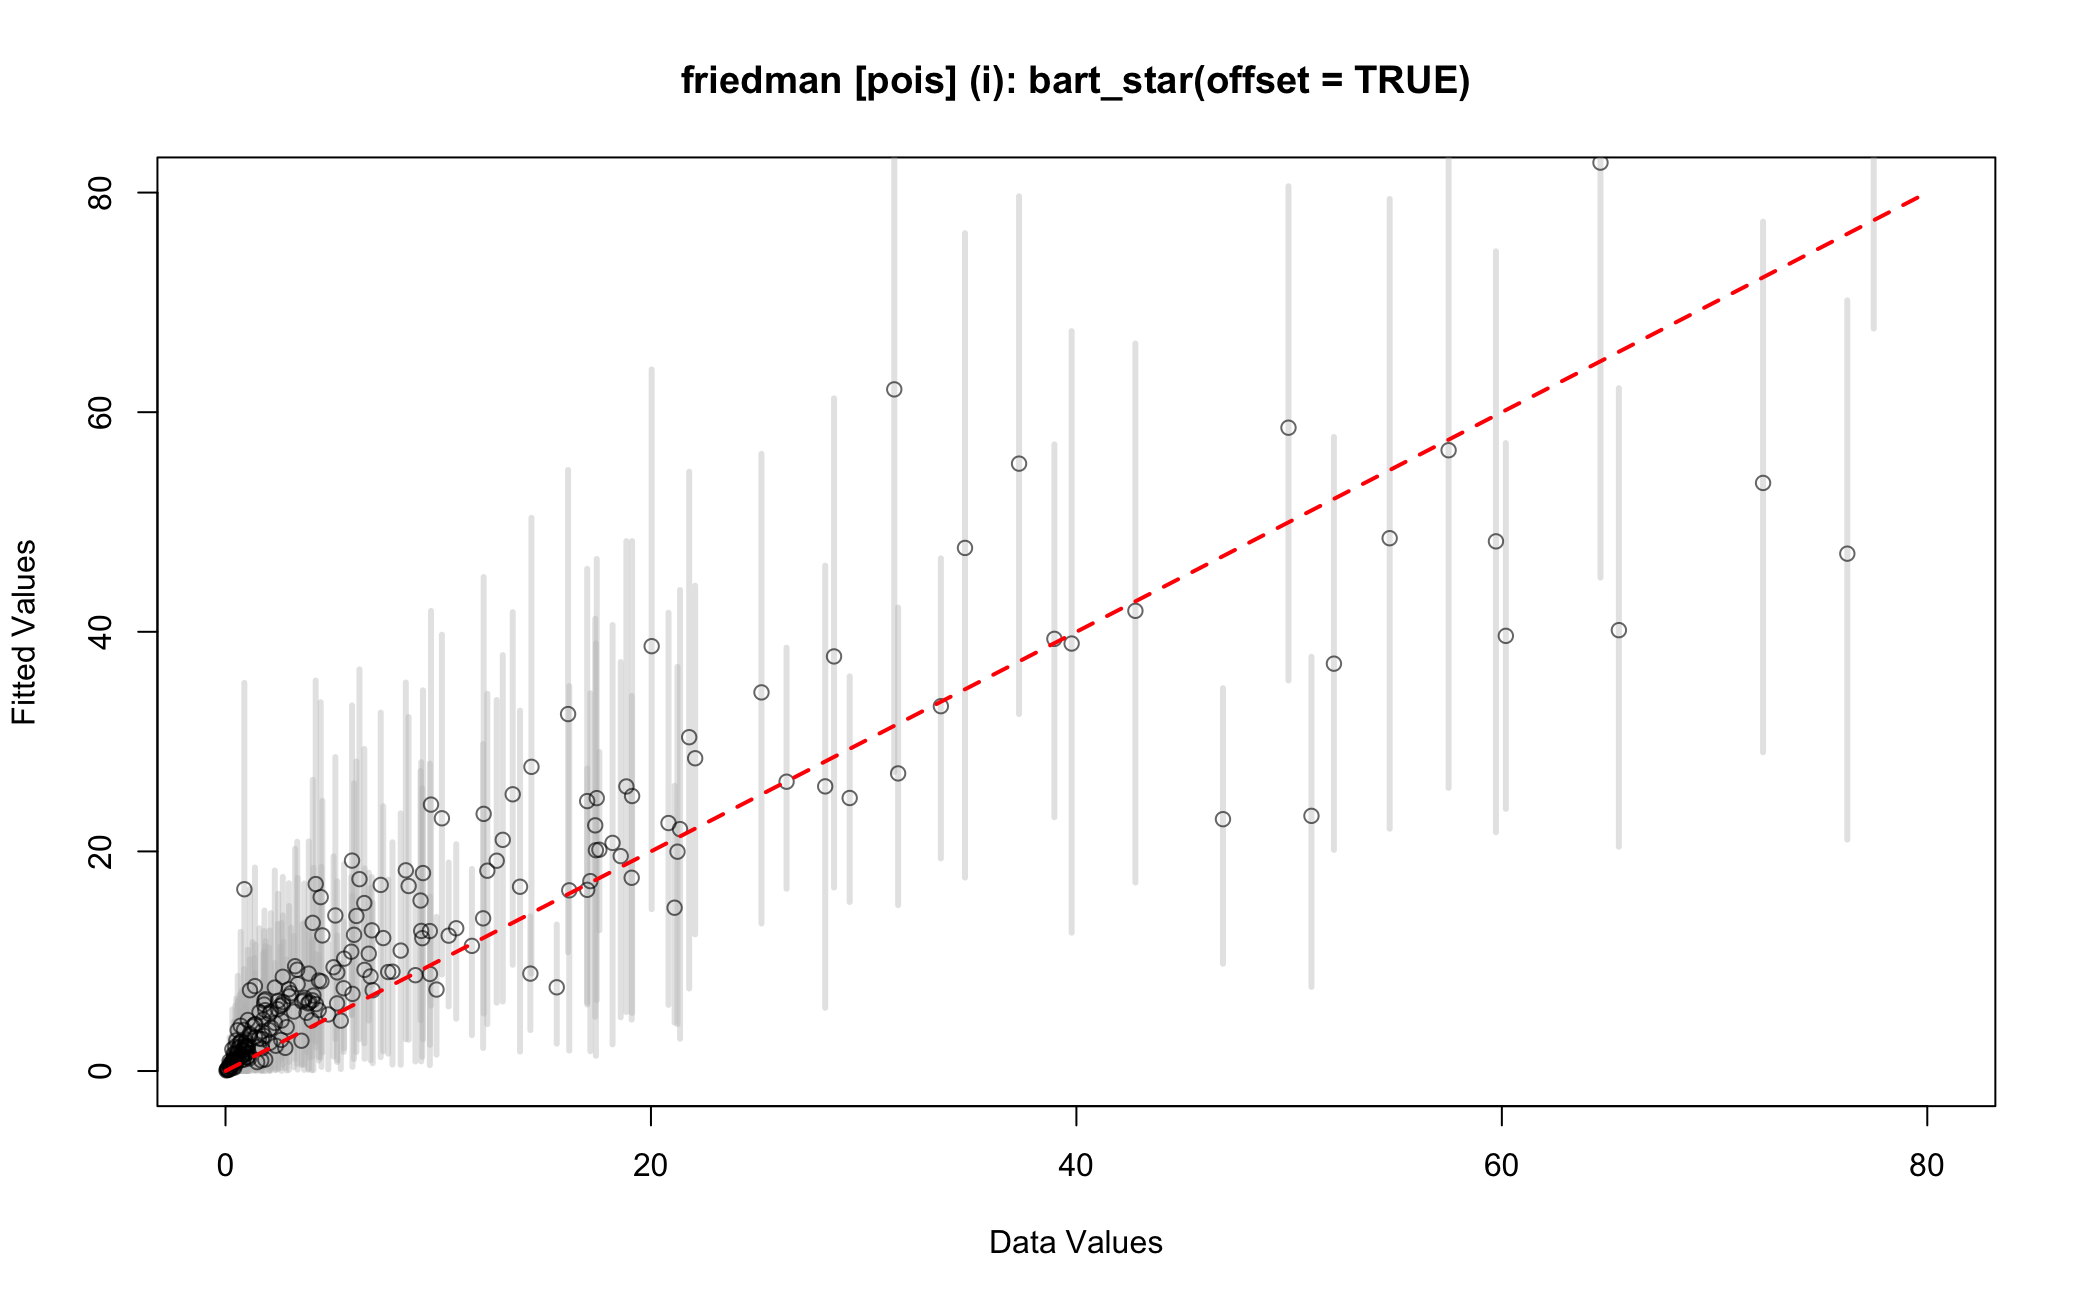 friedman [pois] (i): bart_star(offset = TRUE)
Fitted Values
80
60
40
20
0
0 20 40 60 80
Data Values